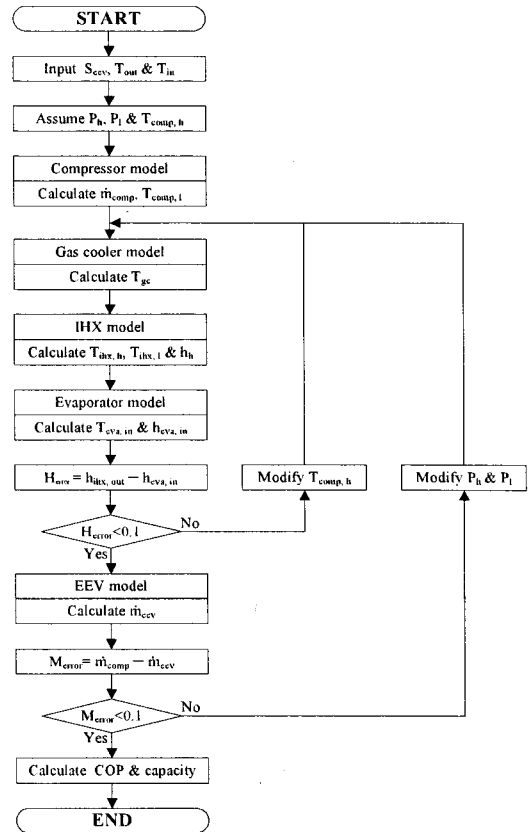 START
Input S_eev, T_out & T_in
Assume P_h, P_l & T_comp, h
Compressor model
Calculate ṁ_comp, T_comp, l
Gas cooler model
Calculate T_gc
IHX model
Calculate T_ihx, h, T_ihx, l & h_h
Evaporator model
Calculate T_eva, in & h_eva, in
H_error = h_ihx, out − h_eva, in
Modify T_comp, h
Modify P_h & P_l
H_error<0.1
No
Yes
EEV model
Calculate ṁ_eev
M_error= ṁ_comp − ṁ_eev
M_error<0.1
No
Yes
Calculate COP & capacity
END